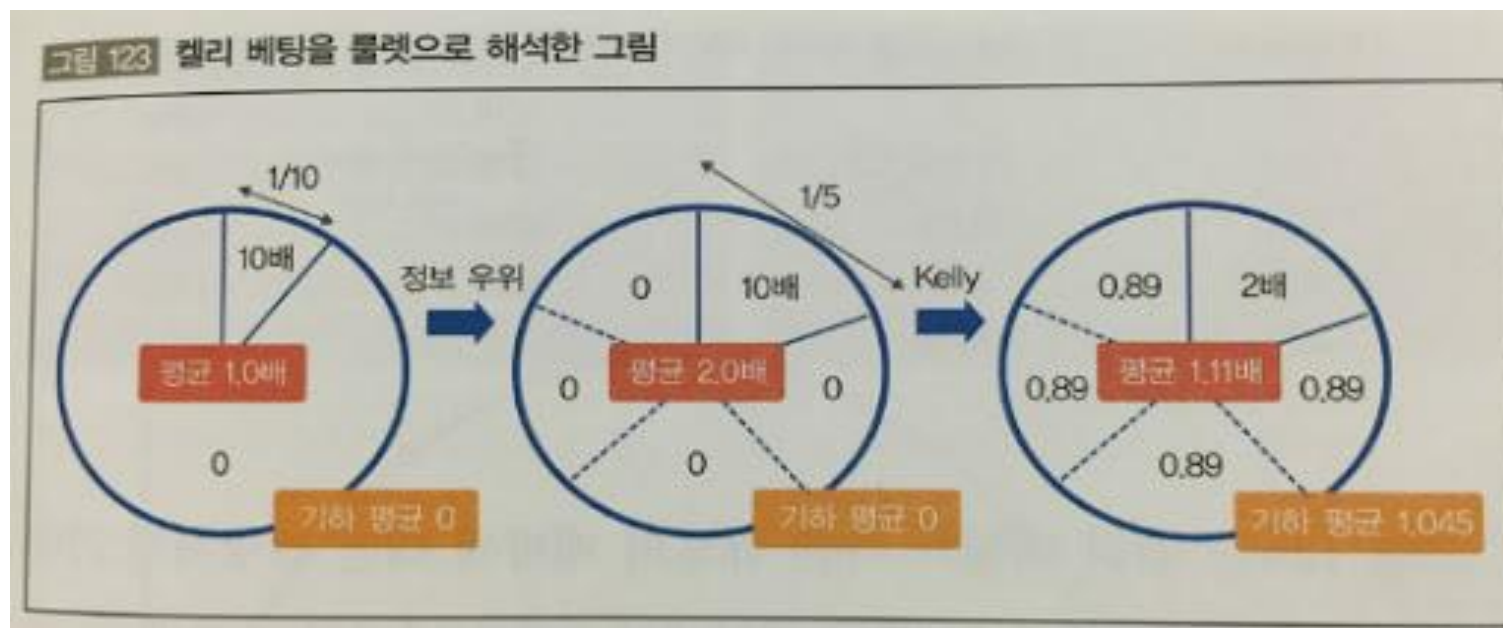 그림 123 켈리 베팅을 룰렛으로 해석한 그림
1/10
10배
평균 1.0배
0
기하 평균 0
정보 우위
1/5
0
10배
0
평균 2.0배
0
0
기하 평균 0
Kelly
0.89
2배
0.89
평균 1.11배
0.89
0.89
기하 평균 1.045